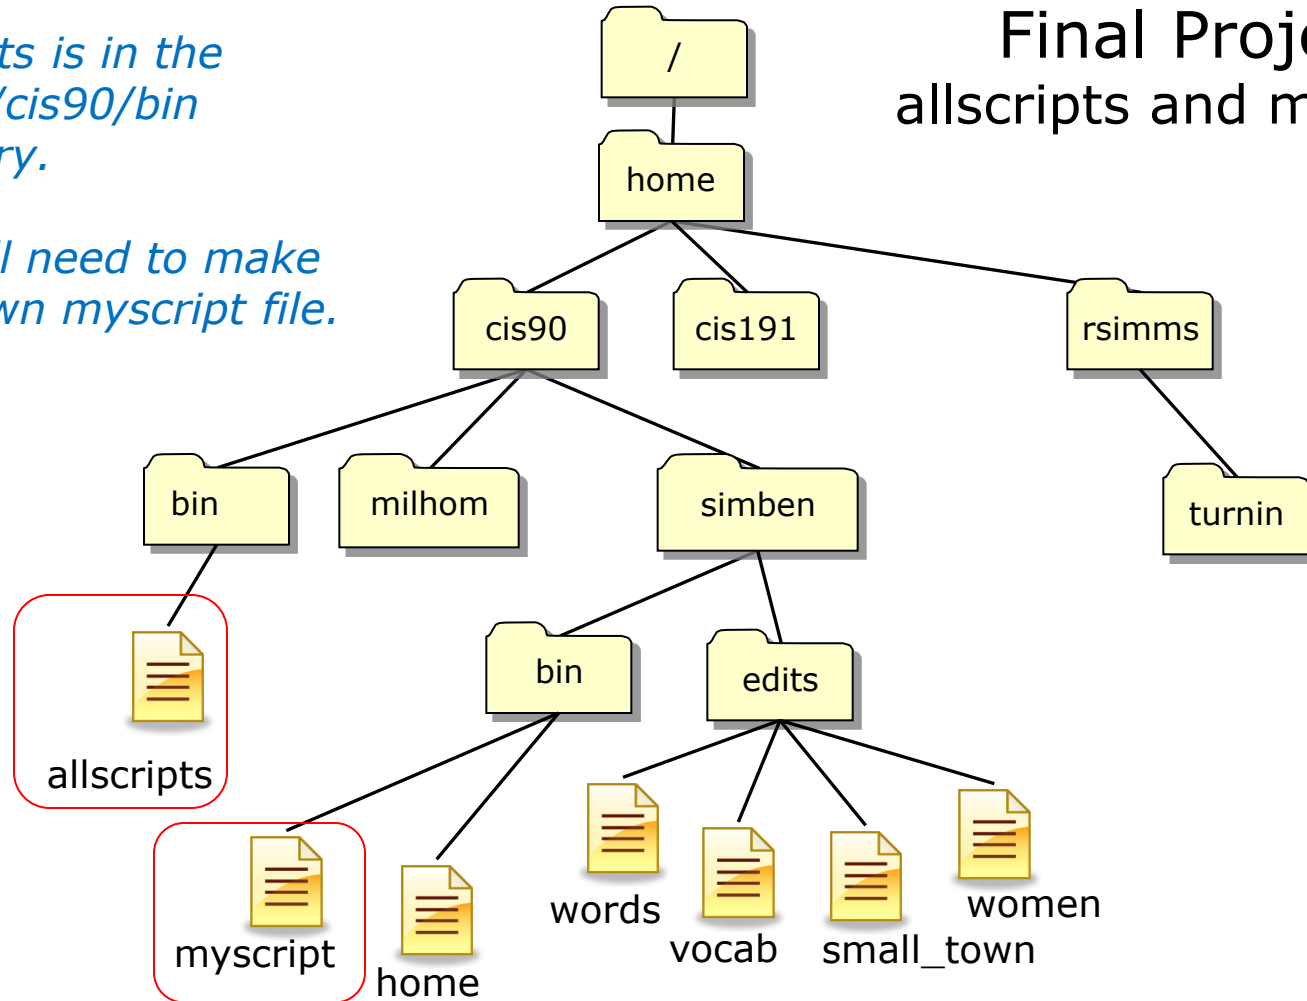 ts is in the
/cis90/bin
ry.
l need to make
wn myscript file.
Final Proje
allscripts and m
/
home
cis90
cis191
rsimms
bin
milhom
simben
turnin
bin
edits
allscripts
myscript
home
words
vocab
small_town
women